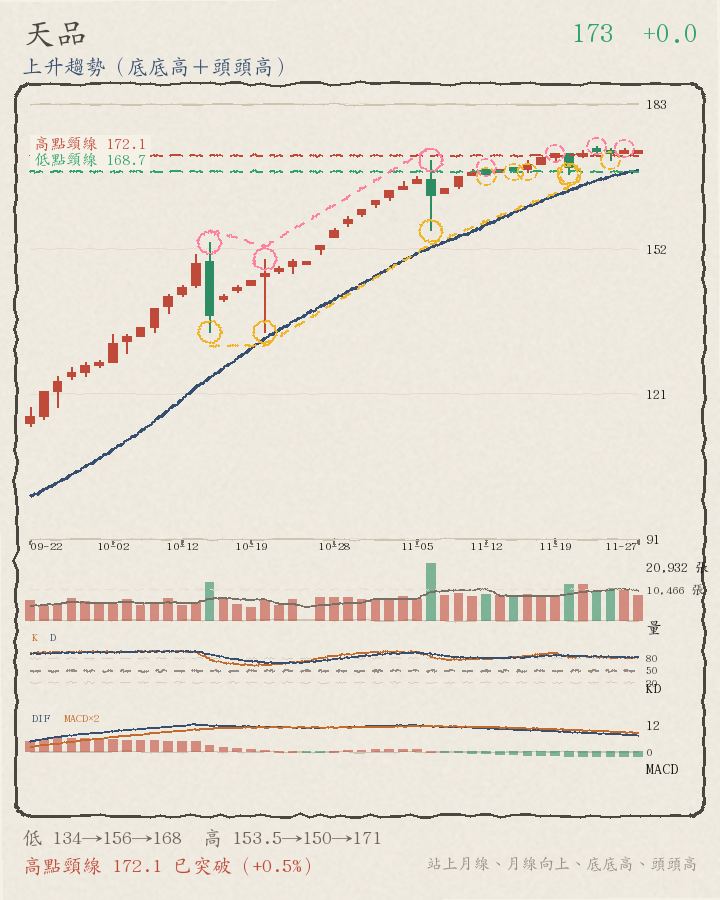 天品
173 +0.0
上升趨勢（底底高＋頭頭高）
183
高點頸線 172.1
低點頸線 168.7
152
121
91
09-22 10-02 10-12 10-19 10-28 11-05 11-12 11-19 11-27
20,932 張
10,466 張
量
K D
80
50
20
KD
DIF MACD×2
12
0
MACD
低 134→156→168 高 153.5→150→171
高點頸線 172.1 已突破（+0.5%）
站上月線、月線向上、底底高、頭頭高